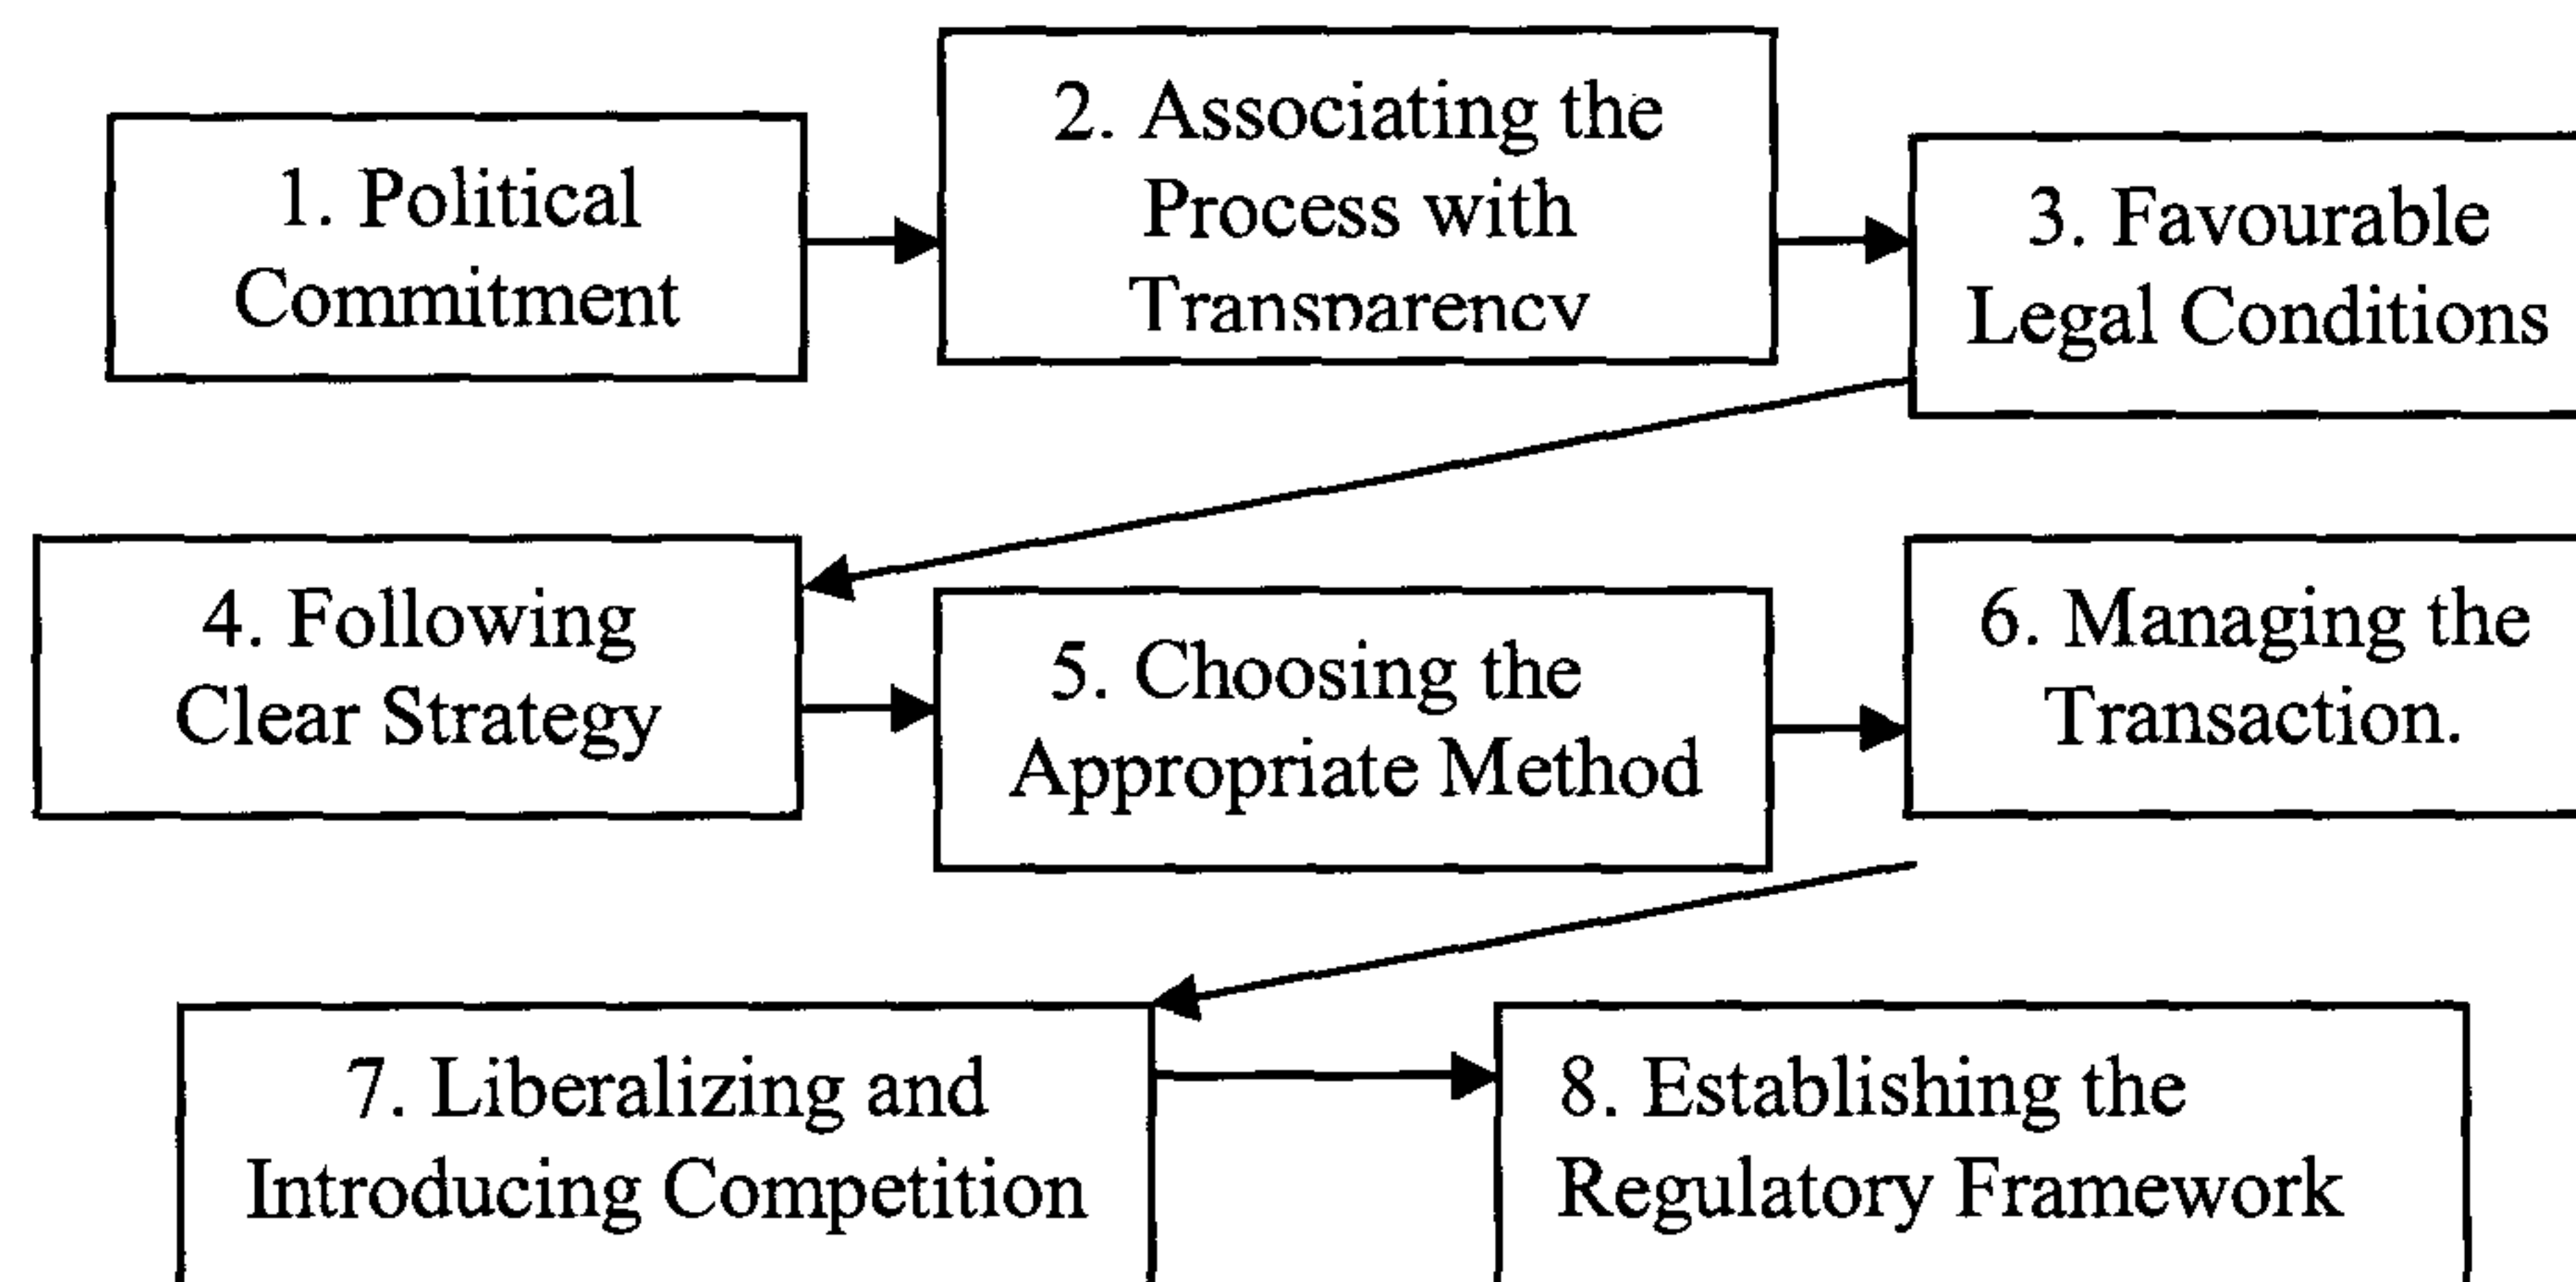 1. Political
Commitment
2. Associating the
Process with
Transparency
3. Favourable
Legal Conditions
4. Following
Clear Strategy
5. Choosing the
Appropriate Method
6. Managing the
Transaction.
7. Liberalizing and
Introducing Competition
8. Establishing the
Regulatory Framework